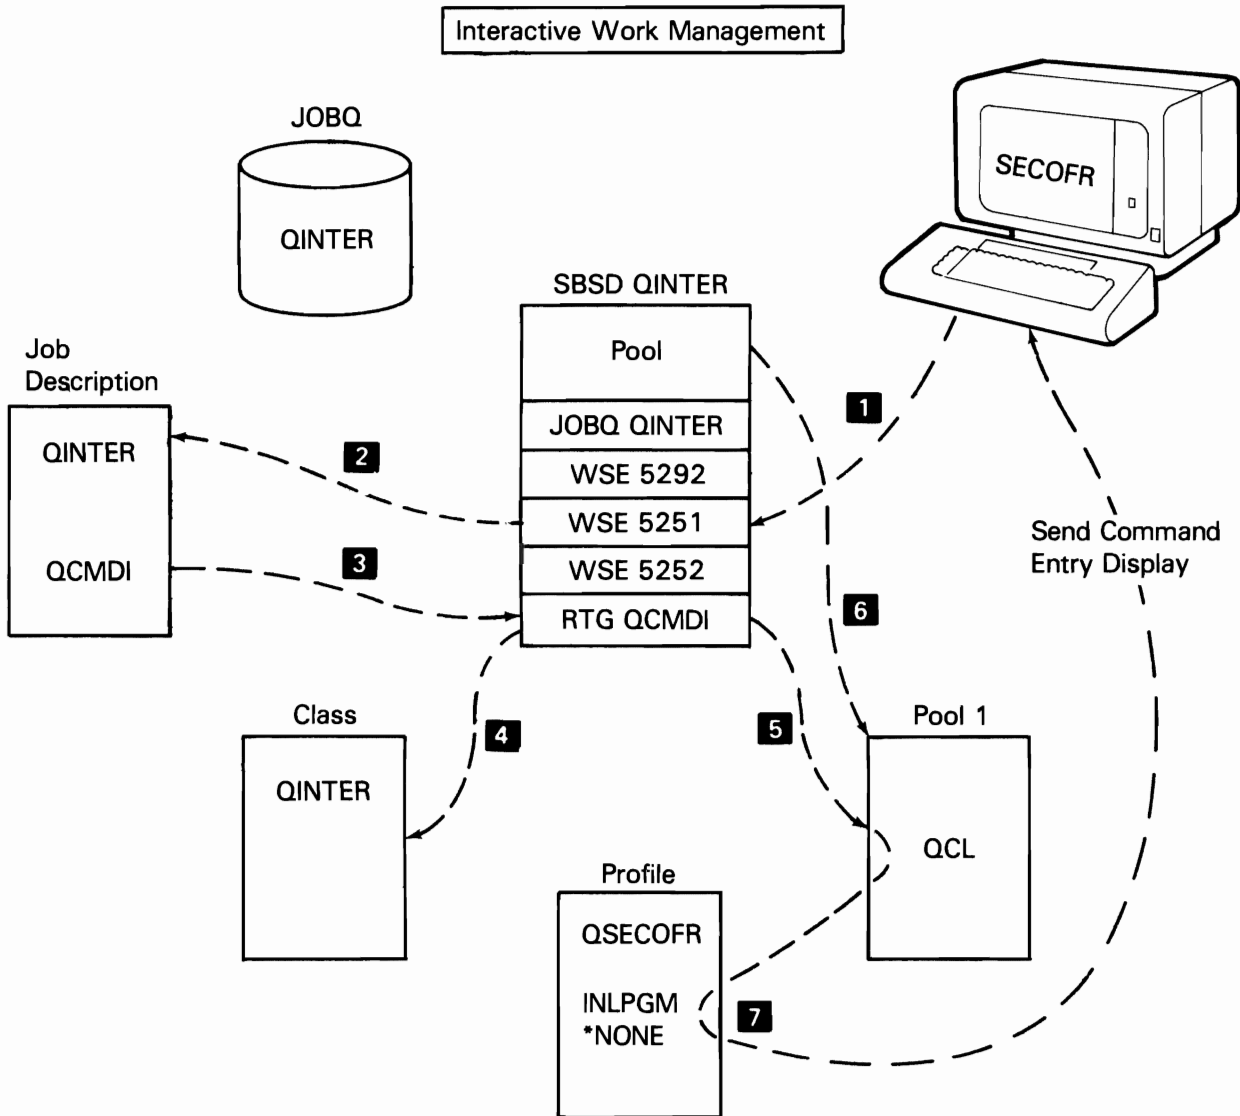 Interactive Work Management
JOBQ
QINTER
SECOFR
SBSD QINTER
Pool
JOBQ QINTER
WSE 5292
WSE 5251
WSE 5252
RTG QCMDI
Job
Description
QINTER
QCMDI
1
2
3
Send Command
Entry Display
6
Class
QINTER
4
5
Pool 1
QCL
Profile
QSECOFR
INLPGM
*NONE
7